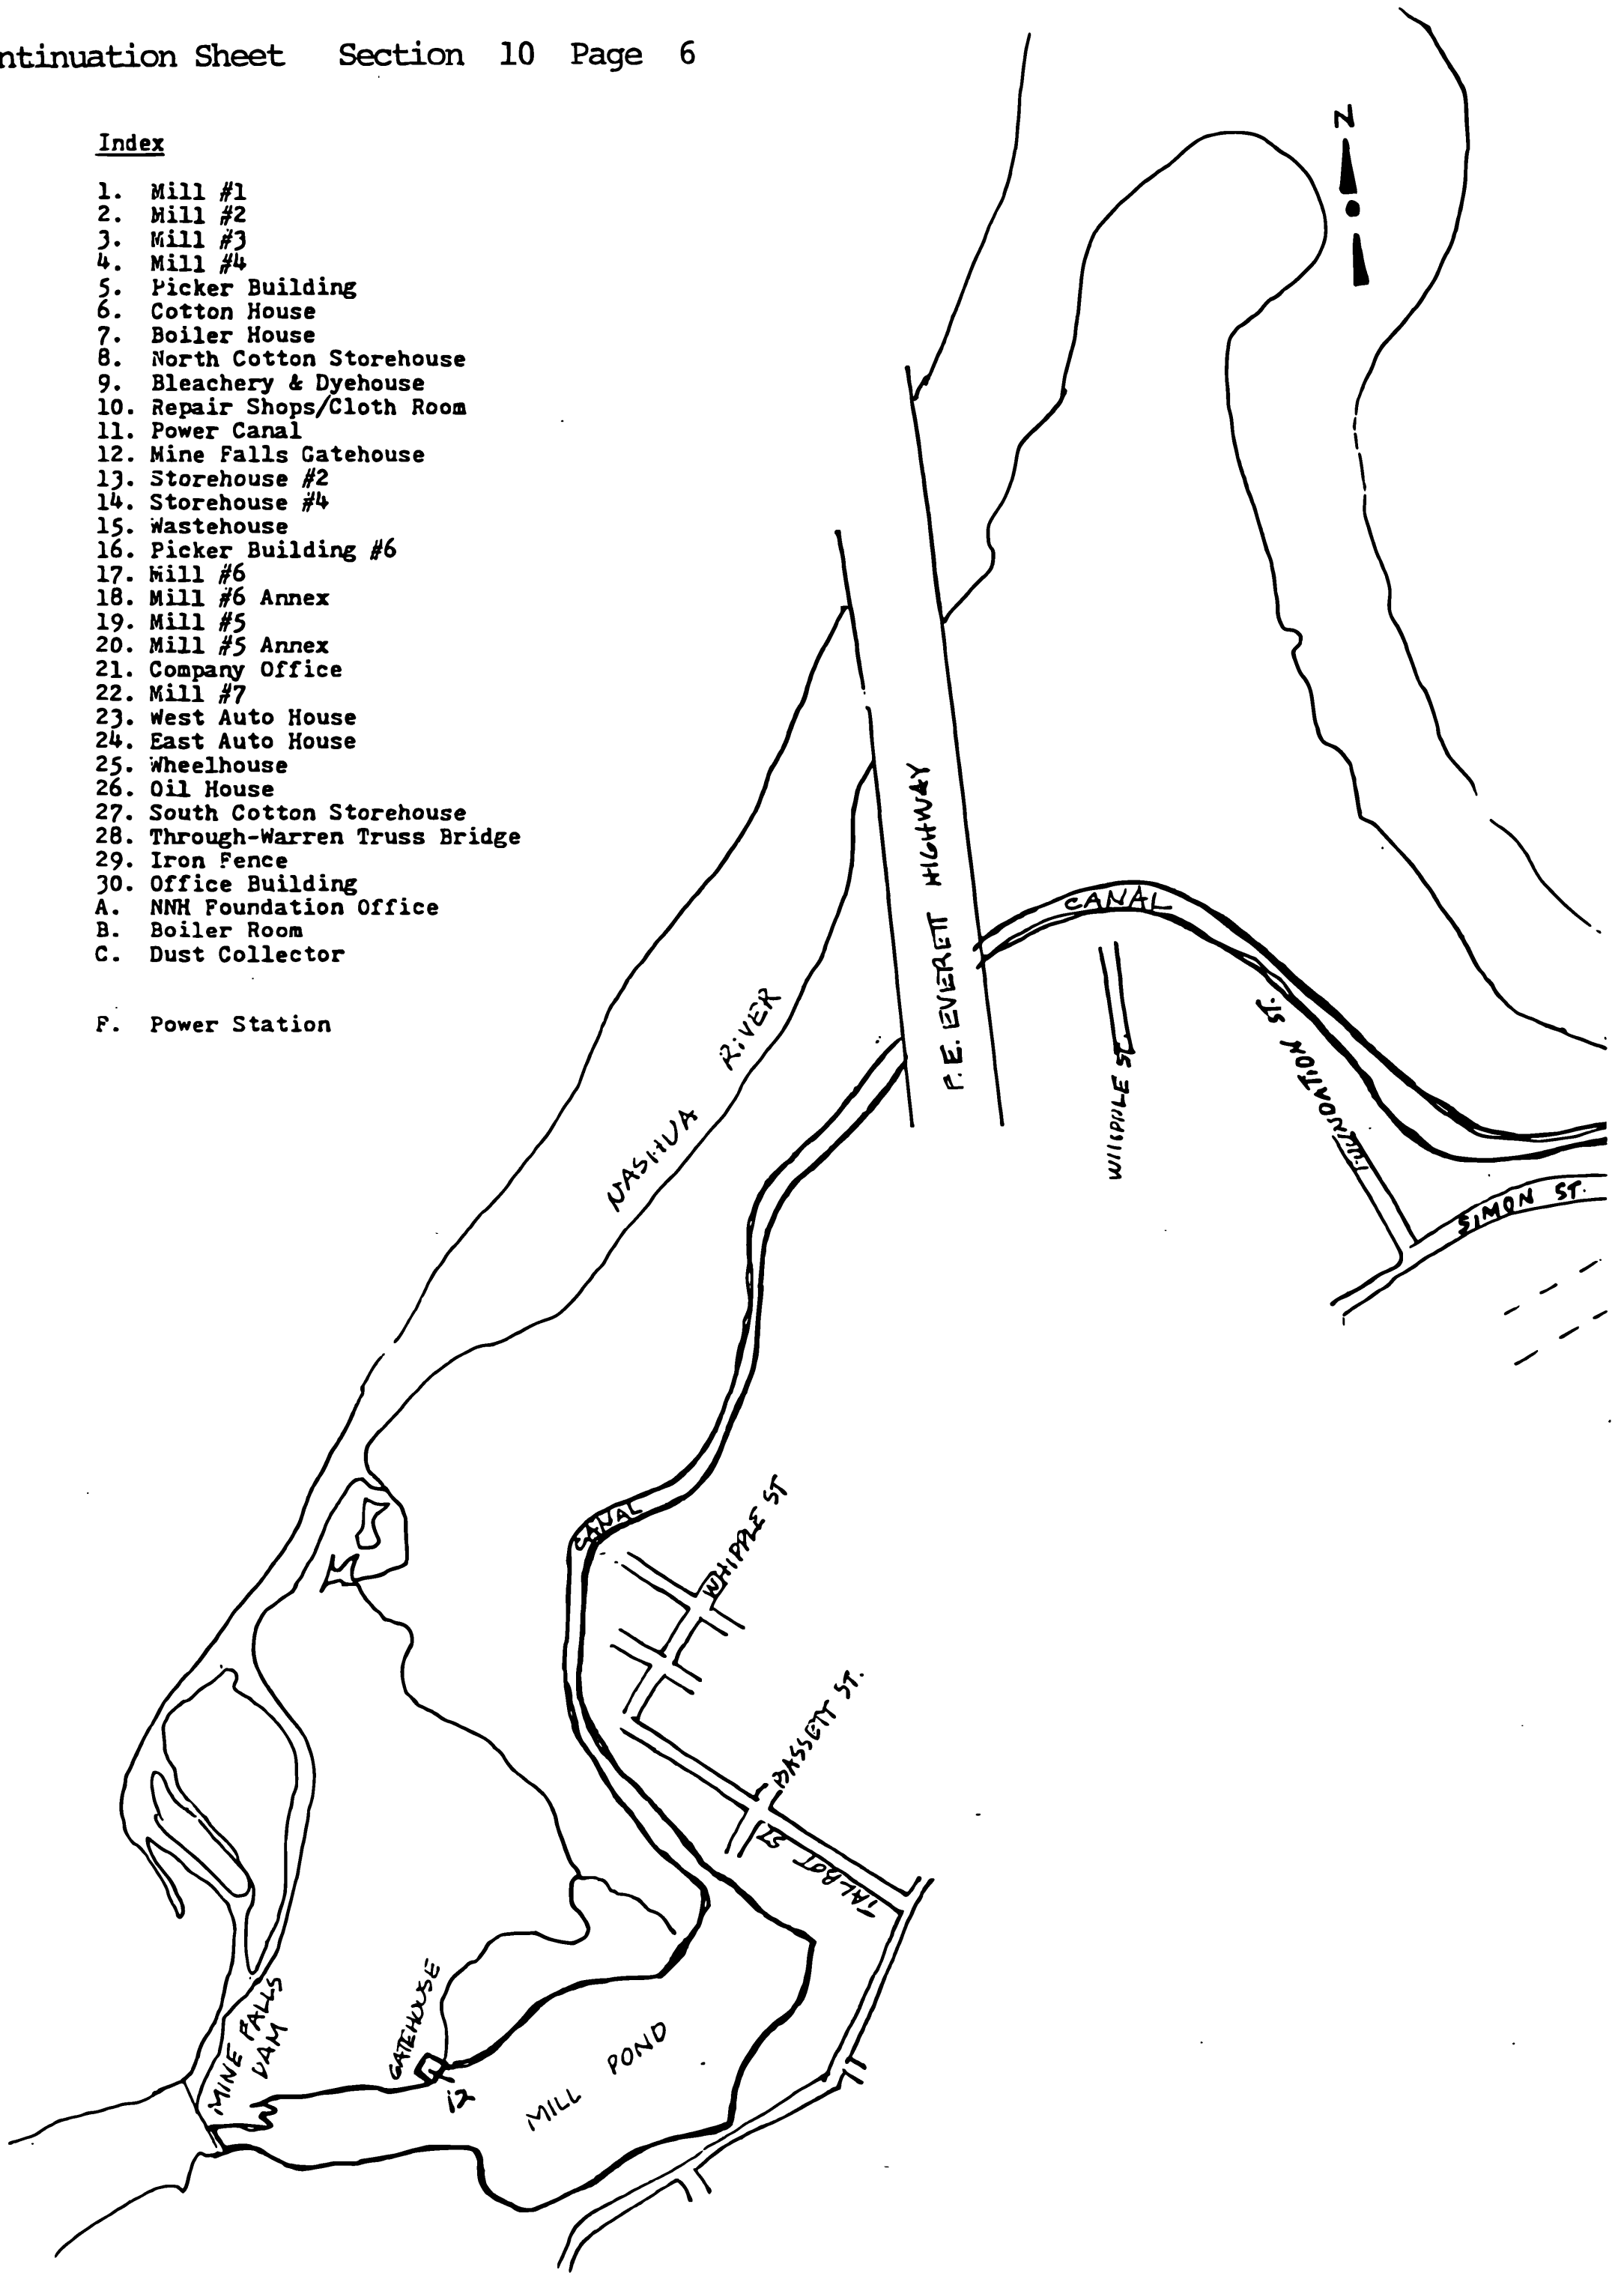 ntinuation Sheet Section 10 Page 6
Index
1. Mill #1
2. Mill #2
3. Mill #3
4. Mill #4
5. Picker Building
6. Cotton House
7. Boiler House
8. North Cotton Storehouse
9. Bleachery & Dyehouse
10. Repair Shops/Cloth Room
11. Power Canal
12. Mine Falls Gatehouse
13. Storehouse #2
14. Storehouse #4
15. Wastehouse
16. Picker Building #6
17. Mill #6
18. Mill #6 Annex
19. Mill #5
20. Mill #5 Annex
21. Company Office
22. Mill #7
23. West Auto House
24. East Auto House
25. Wheelhouse
26. Oil House
27. South Cotton Storehouse
28. Through-Warren Truss Bridge
29. Iron Fence
30. Office Building
A. NNH Foundation Office
B. Boiler Room
C. Dust Collector
F. Power Station
N
F.E. EVERETT HIGHWAY
CANAL
NASHUA RIVER
WHIPPLE ST.
FOUNDATION ST.
SIMON ST.
CANAL
WHIPPLE ST
BASSETT ST.
TALBOT ST
MINE FALLS
DAM
GATEHOUSE
12
MILL POND